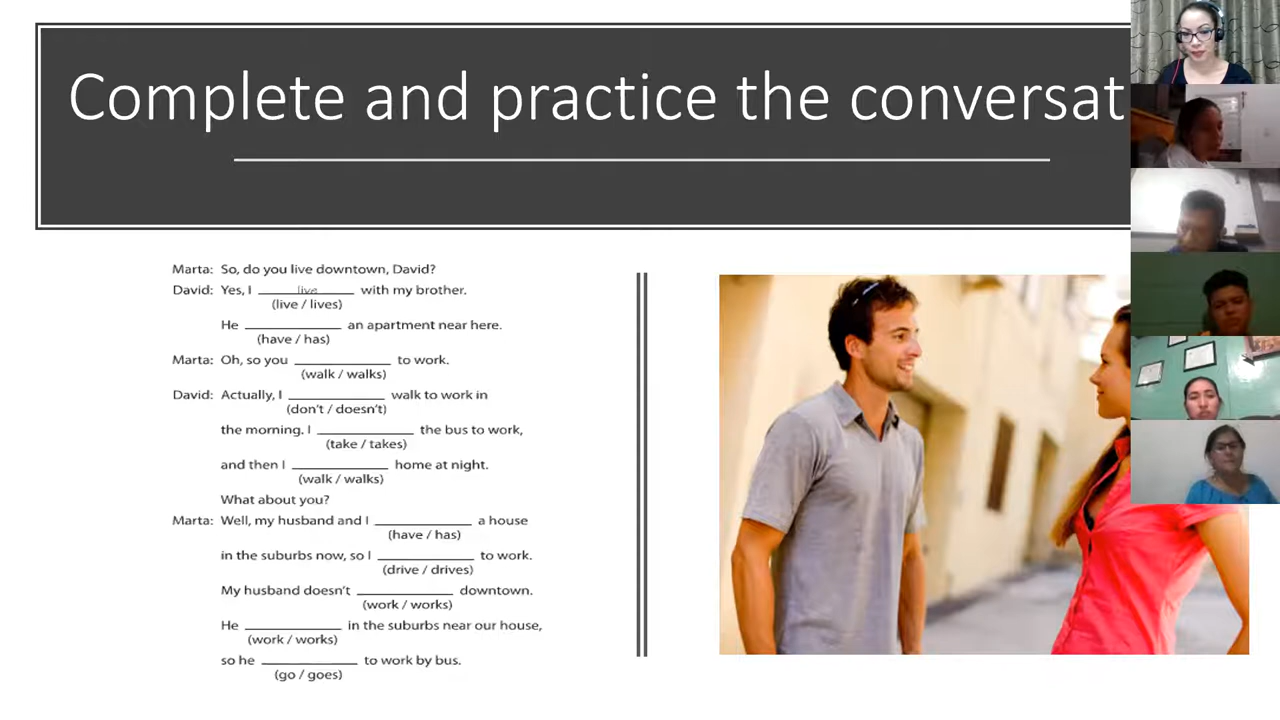 Complete and practice the conversat
Marta: So, do you live downtown, David?
David: Yes, I live with my brother.
(live / lives)
He ____________ an apartment near here.
(have / has)
Marta: Oh, so you ____________ to work.
(walk / walks)
David: Actually, I ____________ walk to work in
(don't / doesn't)
the morning. I ____________ the bus to work,
(take / takes)
and then I ____________ home at night.
(walk / walks)
What about you?
Marta: Well, my husband and I ____________ a house
(have / has)
in the suburbs now, so I ____________ to work.
(drive / drives)
My husband doesn't ____________ downtown.
(work / works)
He ____________ in the suburbs near our house,
(work / works)
so he ____________ to work by bus.
(go / goes)